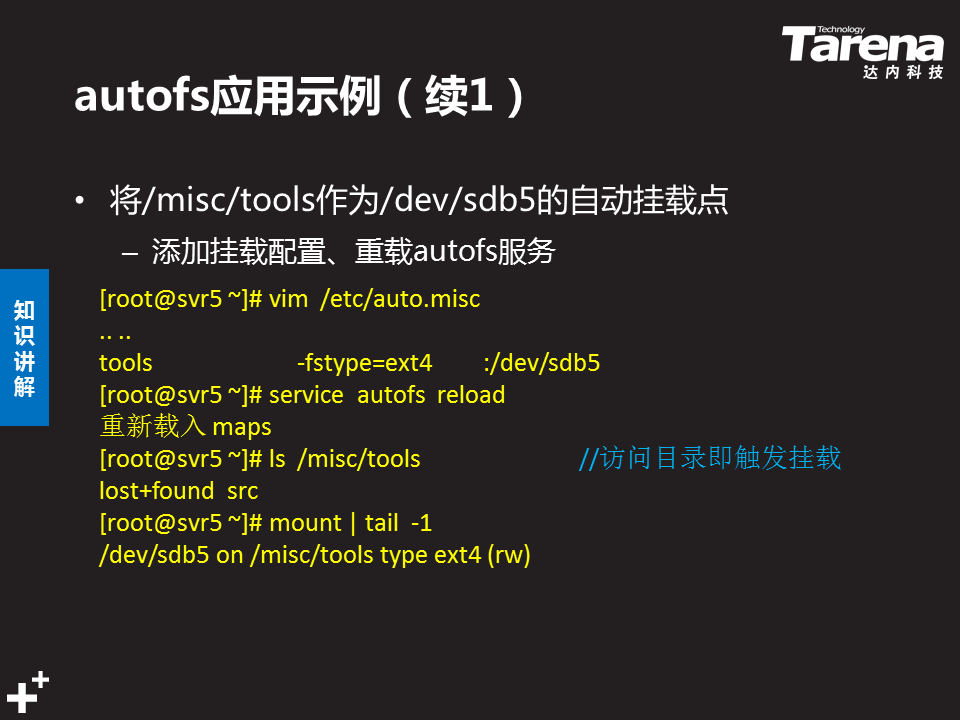 Technology
Tarena
达内科技
autofs应用示例（续1）
• 将/misc/tools作为/dev/sdb5的自动挂载点
– 添加挂载配置、重载autofs服务
知识讲解
[root@svr5 ~]# vim  /etc/auto.misc
.. ..
tools -fstype=ext4 :/dev/sdb5
[root@svr5 ~]# service  autofs  reload
重新载入 maps
[root@svr5 ~]# ls  /misc/tools //访问目录即触发挂载
lost+found  src
[root@svr5 ~]# mount | tail  -1
/dev/sdb5 on /misc/tools type ext4 (rw)